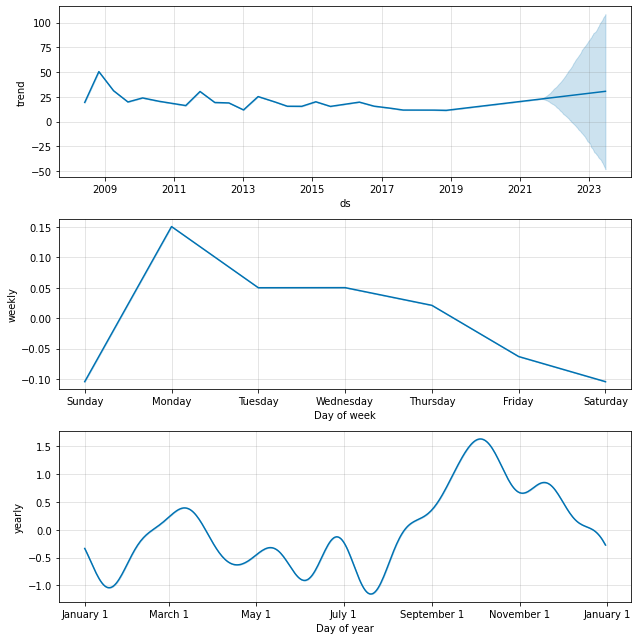 100
75
50
25
0
−25
−50
trend
2009 2011 2013 2015 2017 2019 2021 2023
ds
0.15
0.10
0.05
0.00
−0.05
−0.10
weekly
Sunday Monday Tuesday Wednesday Thursday Friday Saturday
Day of week
1.5
1.0
0.5
0.0
−0.5
−1.0
yearly
January 1 March 1 May 1 July 1 September 1 November 1 January 1
Day of year